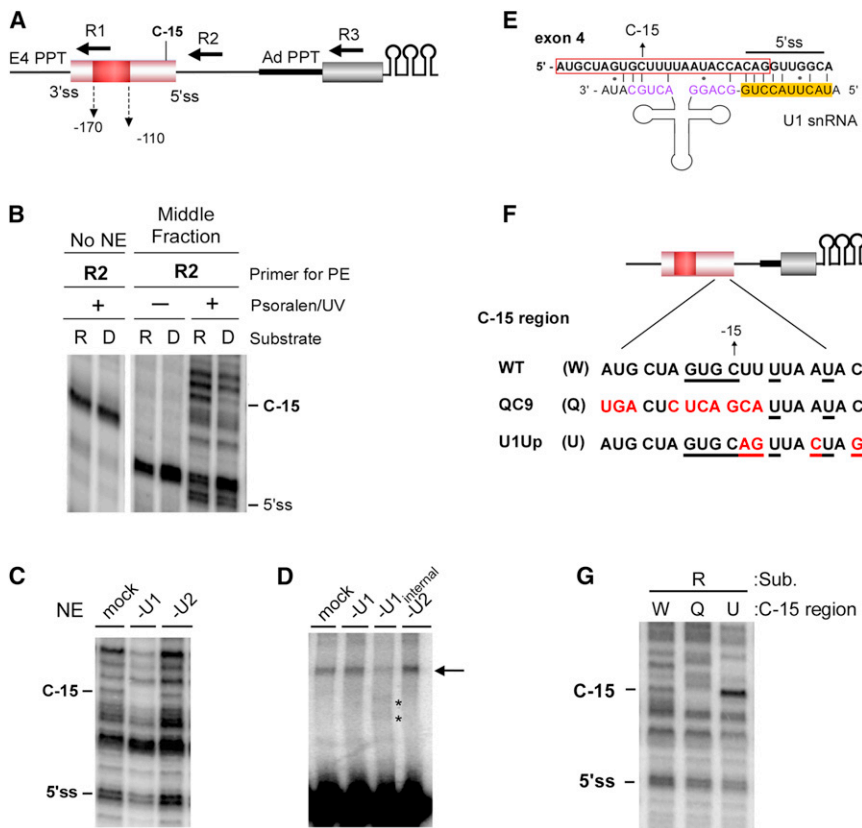 A
C-15
R1
R2
R3
E4 PPT
Ad PPT
3'ss
5'ss
-170
-110
B
No NE
Middle
Fraction
R2
R2
Primer for PE
+
–
+
Psoralen/UV
R D
R D R D
Substrate
C-15
5'ss
C
NE
mock
-U1
-U2
C-15
5'ss
D
mock
-U1
-U1 internal
-U2
*
*
E
exon 4
C-15
5'ss
5' - AUGCUAGUGCUUUUAAUACCACAGGUUGGCA
3' - AUACGUCA GGACG-GUCCAUUCAUA 5'
U1 snRNA
F
C-15 region
-15
WT (W) AUG CUA GUG CUU UUA AUA C
QC9 (Q) UGA CUC UCA GCA UUA AUA C
U1Up (U) AUG CUA GUG CAG UUA CUA G
G
R :Sub.
W Q U :C-15 region
C-15
5'ss